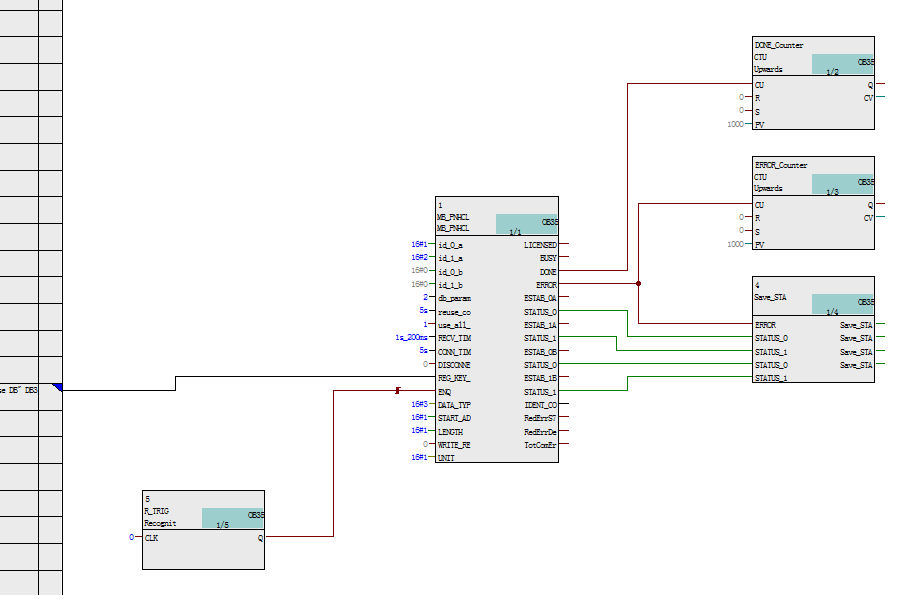 DONE_Counter
CTU
OB35
Upwards
1/2
CU
Q
0
R
CV
0
S
1000
PV
ERROR_Counter
CTU
OB35
Upwards
1/3
CU
Q
0
R
CV
0
S
1000
PV
1
MB_PNHCL
OB35
MB_PNHCL
1/1
16#1
id_0_a
LICENSED
16#2
id_1_a
BUSY
16#0
id_0_b
DONE
16#0
id_1_b
ERROR
2
db_param
ESTAB_0A
5s
reuse_co
STATUS_0
1
use_all_
ESTAB_1A
1s_200ms
RECV_TIM
STATUS_1
5s
CONN_TIM
ESTAB_0B
0
DISCONNE
STATUS_0
REG_KEY_
ESTAB_1B
ENQ
STATUS_1
16#3
DATA_TYP
IDENT_CO
16#1
START_AD
RedErrS7
16#1
LENGTH
RedErrDe
0
WRITE_RE
TotComEr
16#1
UNIT
4
Save_STA
OB35
1/4
ERROR
Save_STA
STATUS_0
Save_STA
STATUS_1
Save_STA
STATUS_0
Save_STA
STATUS_1
se DB" DB3
5
R_TRIG
OB35
Recognit
1/5
0
CLK
Q